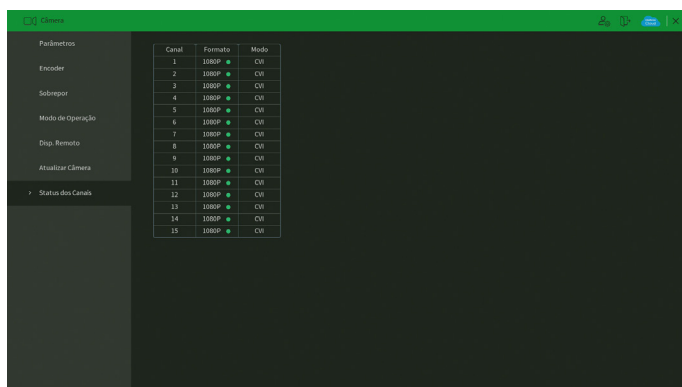 Câmera
Parâmetros
Encoder
Sobrepor
Modo de Operação
Disp. Remoto
Atualizar Câmera
> Status dos Canais
Canal Formato Modo
1 1080P CVI
2 1080P CVI
3 1080P CVI
4 1080P CVI
5 1080P CVI
6 1080P CVI
7 1080P CVI
8 1080P CVI
9 1080P CVI
10 1080P CVI
11 1080P CVI
12 1080P CVI
13 1080P CVI
14 1080P CVI
15 1080P CVI